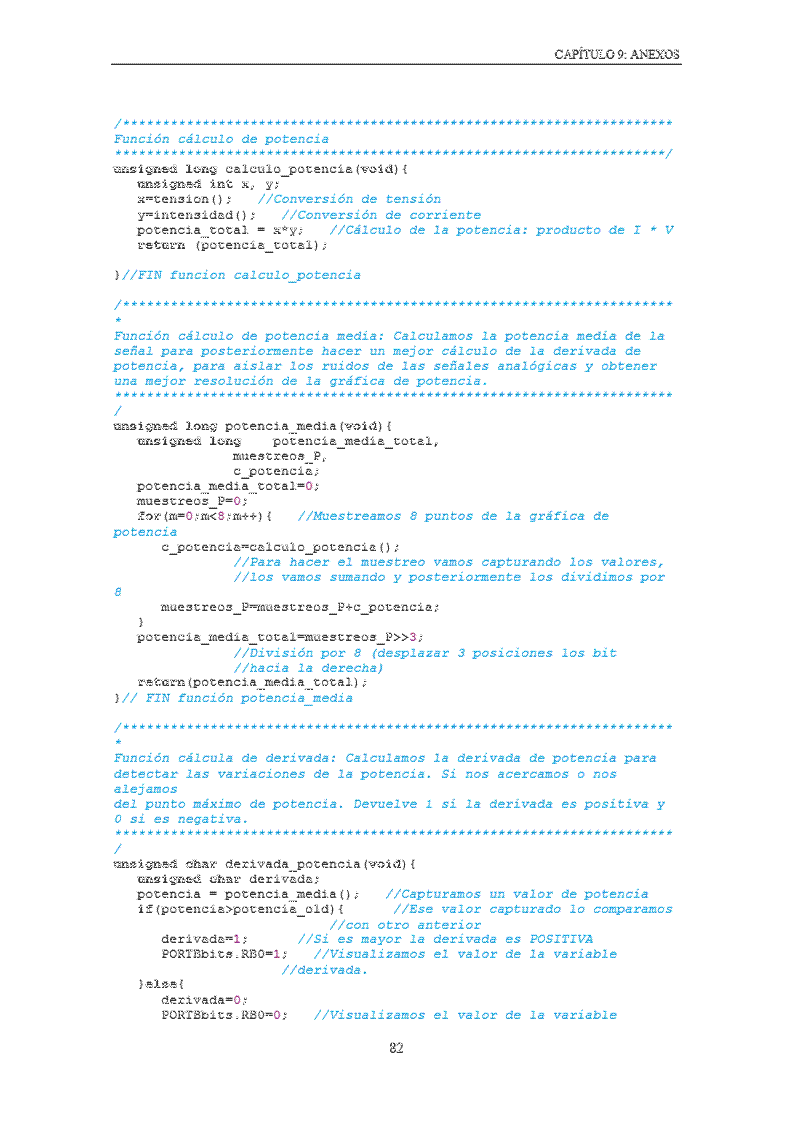 CAPÍTULO 9: ANEXOS
/*********************************************************************
Función cálculo de potencia
*********************************************************************/
unsigned long calculo_potencia(void){
unsigned int x, y;
x=tension(); //Conversión de tensión
y=intensidad(); //Conversión de corriente
potencia_total = x*y; //Cálculo de la potencia: producto de I * V
return (potencia_total);
}//FIN funcion calculo_potencia
/*********************************************************************
*
Función cálculo de potencia media: Calculamos la potencia media de la
señal para posteriormente hacer un mejor cálculo de la derivada de
potencia, para aislar los ruidos de las señales analógicas y obtener
una mejor resolución de la gráfica de potencia.
**********************************************************************
/
unsigned long potencia_media(void){
unsigned long potencia_media_total,
muestreos_P,
c_potencia;
potencia_media_total=0;
muestreos_P=0;
for(m=0;m<8;m++){ //Muestreamos 8 puntos de la gráfica de
potencia
c_potencia=calculo_potencia();
//Para hacer el muestreo vamos capturando los valores,
//los vamos sumando y posteriormente los dividimos por
8
muestreos_P=muestreos_P+c_potencia;
}
potencia_media_total=muestreos_P>>3;
//División por 8 (desplazar 3 posiciones los bit
//hacia la derecha)
return(potencia_media_total);
}// FIN función potencia_media
/*********************************************************************
*
Función cálcula de derivada: Calculamos la derivada de potencia para
detectar las variaciones de la potencia. Si nos acercamos o nos
alejamos
del punto máximo de potencia. Devuelve 1 si la derivada es positiva y
0 si es negativa.
**********************************************************************
/
unsigned char derivada_potencia(void){
unsigned char derivada;
potencia = potencia_media(); //Capturamos un valor de potencia
if(potencia>potencia_old){ //Ese valor capturado lo comparamos
//con otro anterior
derivada=1; //Si es mayor la derivada es POSITIVA
PORTBbits.RB0=1; //Visualizamos el valor de la variable
//derivada.
}else{
derivada=0;
PORTBbits.RB0=0; //Visualizamos el valor de la variable
82